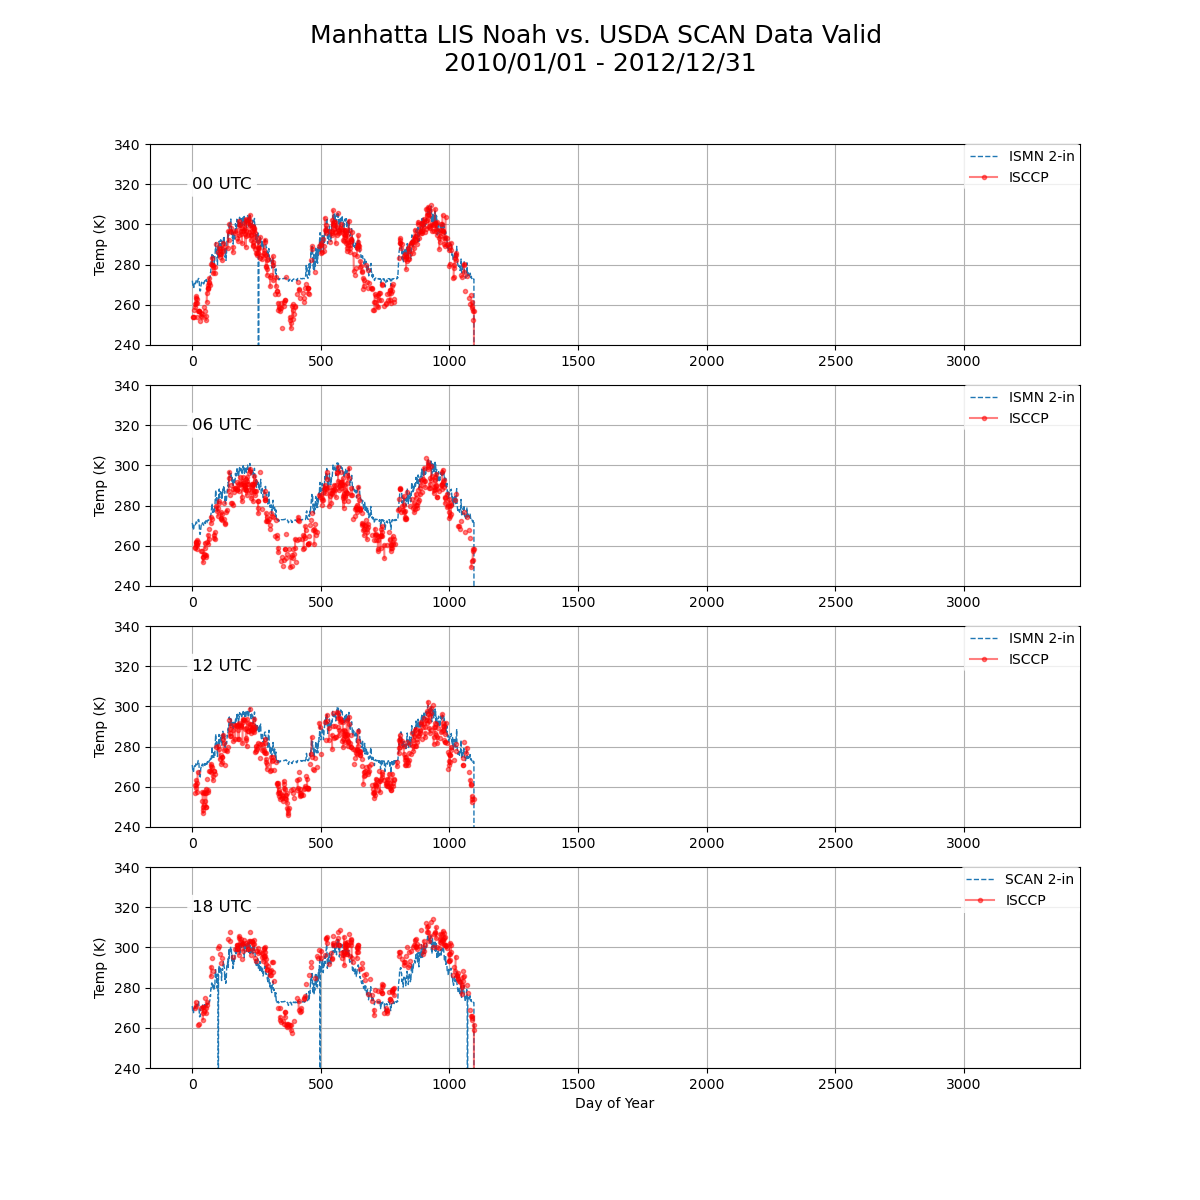 Manhatta LIS Noah vs. USDA SCAN Data Valid
2010/01/01 - 2012/12/31
340
320
300
280
260
240
Temp (K)
00 UTC
ISMN 2-in
ISCCP
0 500 1000 1500 2000 2500 3000
340
320
300
280
260
240
Temp (K)
06 UTC
ISMN 2-in
ISCCP
0 500 1000 1500 2000 2500 3000
340
320
300
280
260
240
Temp (K)
12 UTC
ISMN 2-in
ISCCP
0 500 1000 1500 2000 2500 3000
340
320
300
280
260
240
Temp (K)
18 UTC
SCAN 2-in
ISCCP
0 500 1000 1500 2000 2500 3000
Day of Year